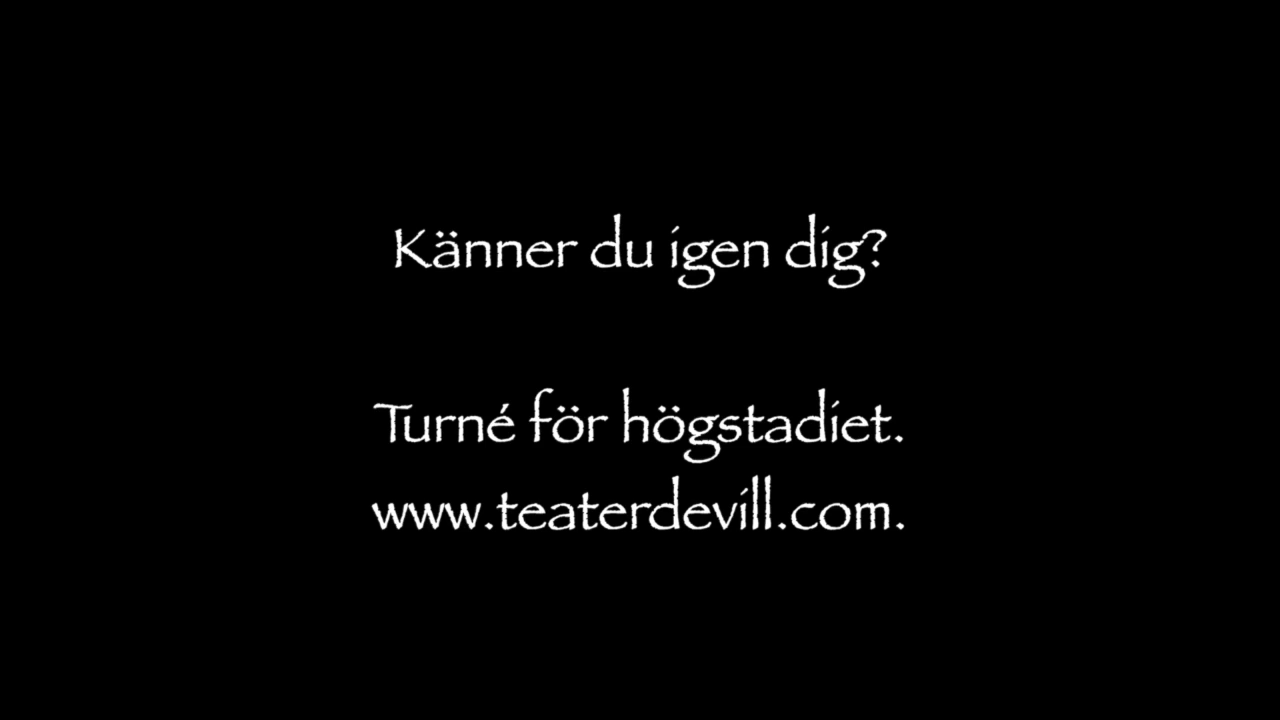 Känner du igen dig?
Turné för högstadiet.
www.teaterdevill.com.